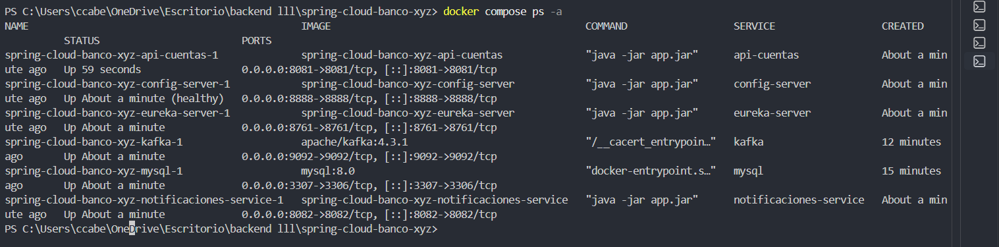 PS C:\Users\ccabe\OneDrive\Escritorio\backend lll\spring-cloud-banco-xyz> docker compose ps -a
NAME                                         IMAGE                                        COMMAND                  SERVICE                  CREATED
         STATUS                        PORTS
spring-cloud-banco-xyz-api-cuentas-1         spring-cloud-banco-xyz-api-cuentas           "java -jar app.jar"      api-cuentas              About a min
ute ago   Up 59 seconds                0.0.0.0:8081->8081/tcp, [::]:8081->8081/tcp
spring-cloud-banco-xyz-config-server-1       spring-cloud-banco-xyz-config-server         "java -jar app.jar"      config-server            About a min
ute ago   Up About a minute (healthy)   0.0.0.0:8888->8888/tcp, [::]:8888->8888/tcp
spring-cloud-banco-xyz-eureka-server-1       spring-cloud-banco-xyz-eureka-server         "java -jar app.jar"      eureka-server            About a min
ute ago   Up About a minute             0.0.0.0:8761->8761/tcp, [::]:8761->8761/tcp
spring-cloud-banco-xyz-kafka-1               apache/kafka:4.3.1                           "/__cacert_entrypoin…"   kafka                    12 minutes
ago       Up About a minute             0.0.0.0:9092->9092/tcp, [::]:9092->9092/tcp
spring-cloud-banco-xyz-mysql-1               mysql:8.0                                    "docker-entrypoint.s…"   mysql                    15 minutes
ago       Up About a minute             0.0.0.0:3307->3306/tcp, [::]:3307->3306/tcp
spring-cloud-banco-xyz-notificaciones-service-1   spring-cloud-banco-xyz-notificaciones-service   "java -jar app.jar"      notificaciones-service   About a min
ute ago   Up About a minute             0.0.0.0:8082->8082/tcp, [::]:8082->8082/tcp
PS C:\Users\ccabe\OneDrive\Escritorio\backend lll\spring-cloud-banco-xyz>